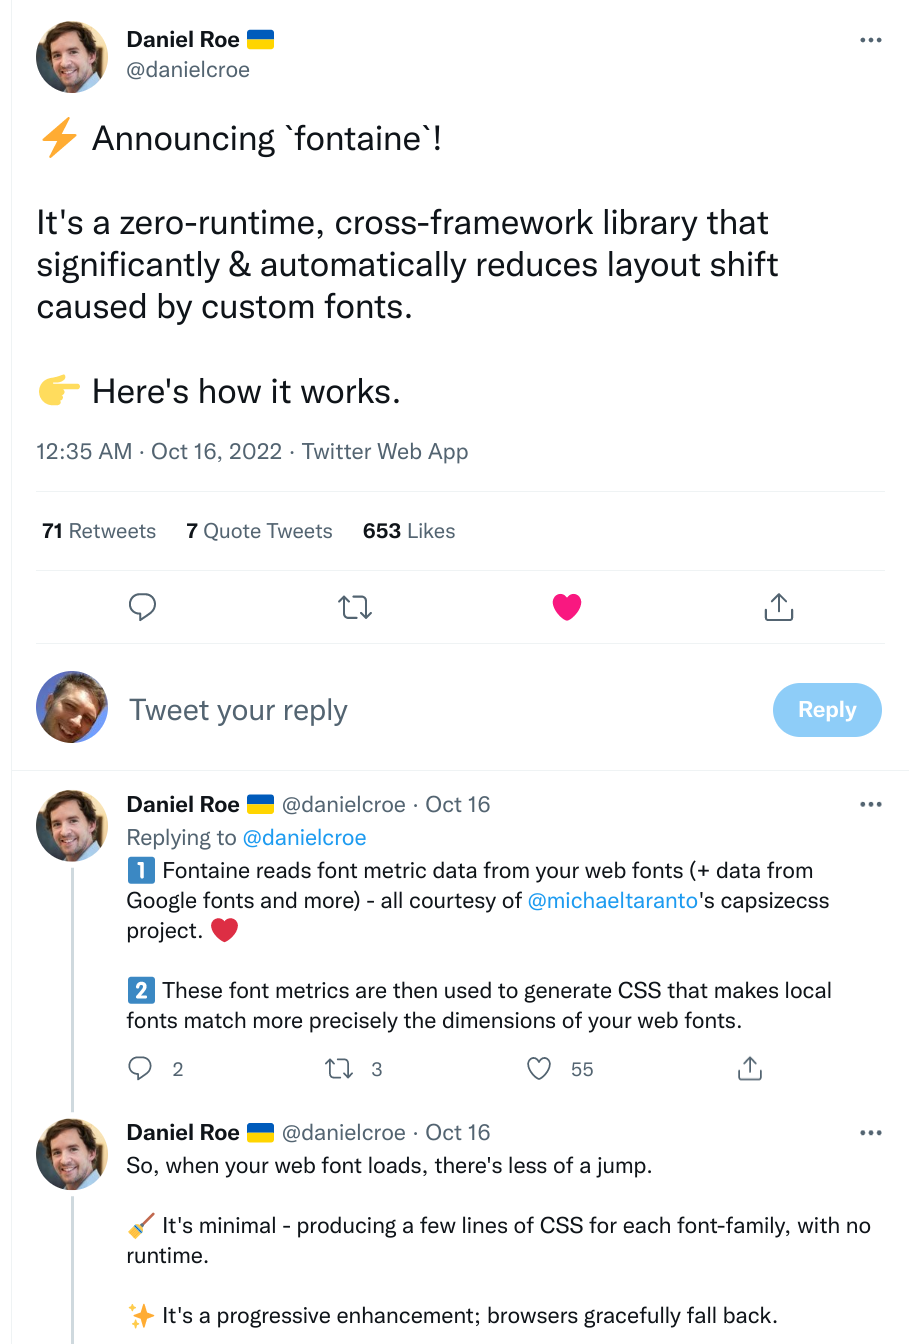 Daniel Roe 🇺🇦
@danielcroe
⚡ Announcing `fontaine`!
It's a zero-runtime, cross-framework library that
significantly & automatically reduces layout shift
caused by custom fonts.
👉 Here's how it works.
12:35 AM · Oct 16, 2022 · Twitter Web App
71 Retweets 7 Quote Tweets 653 Likes
Tweet your reply
Reply
Daniel Roe 🇺🇦 @danielcroe · Oct 16
Replying to @danielcroe
1️⃣ Fontaine reads font metric data from your web fonts (+ data from
Google fonts and more) - all courtesy of @michaeltaranto's capsizecss
project. ❤️
2️⃣ These font metrics are then used to generate CSS that makes local
fonts match more precisely the dimensions of your web fonts.
2 3 55
Daniel Roe 🇺🇦 @danielcroe · Oct 16
So, when your web font loads, there's less of a jump.
🧹 It's minimal - producing a few lines of CSS for each font-family, with no
runtime.
✨ It's a progressive enhancement; browsers gracefully fall back.